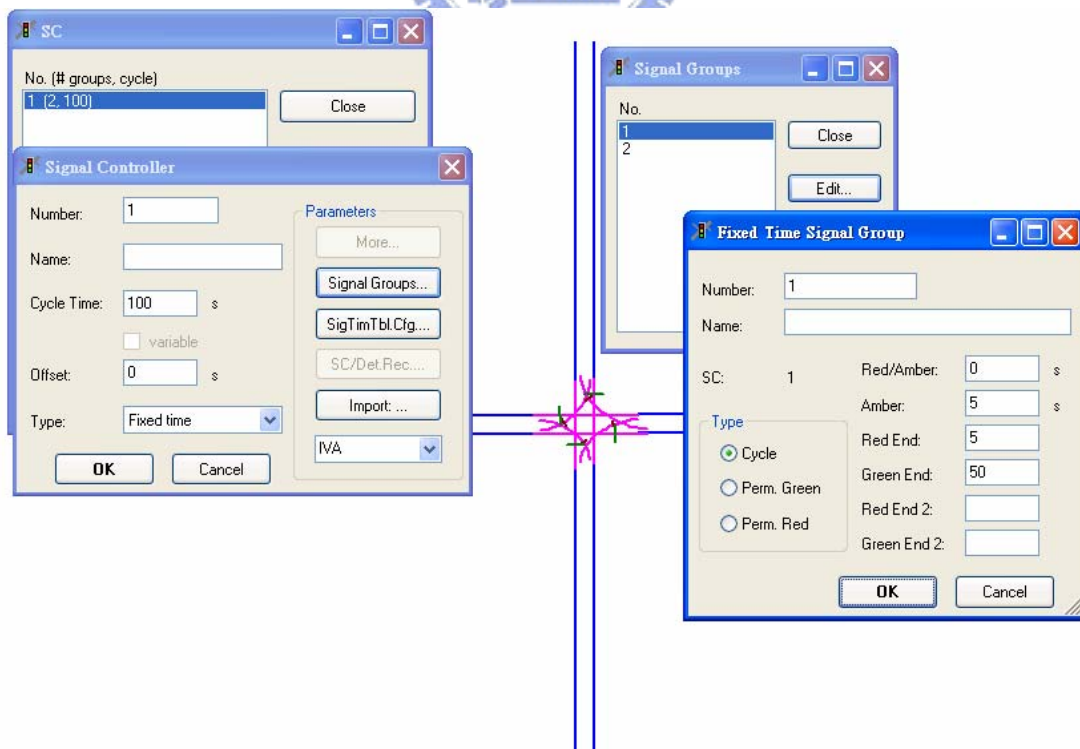 SC
No. (# groups, cycle)
1 (2, 100)
Close
Signal Controller
Number:
1
Name:
Cycle Time:
100
s
variable
Offset:
0
s
Type:
Fixed time
OK
Cancel
Parameters
More...
Signal Groups...
SigTimTbl.Cfg....
SC/Det.Rec....
Import: ...
IVA
Signal Groups
No.
1
2
Close
Edit...
Fixed Time Signal Group
Number:
1
Name:
SC:
1
Type
Cycle
Perm. Green
Perm. Red
Red/Amber:
0
s
Amber:
5
s
Red End:
5
Green End:
50
Red End 2:
Green End 2:
OK
Cancel